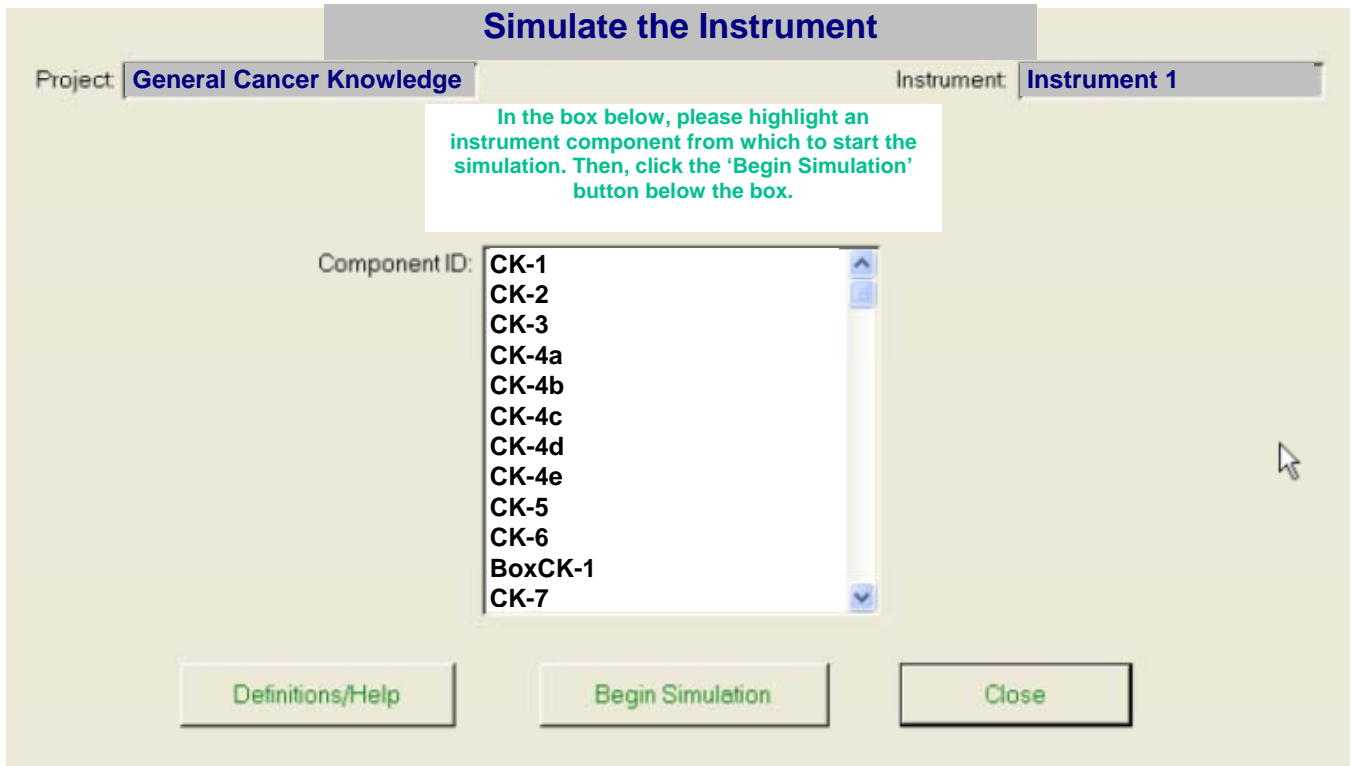 Simulate the Instrument
Project: General Cancer Knowledge
Instrument: Instrument 1
In the box below, please highlight an
instrument component from which to start the
simulation. Then, click the ‘Begin Simulation’
button below the box.
Component ID:
CK-1
CK-2
CK-3
CK-4a
CK-4b
CK-4c
CK-4d
CK-4e
CK-5
CK-6
BoxCK-1
CK-7
Definitions/Help
Begin Simulation
Close